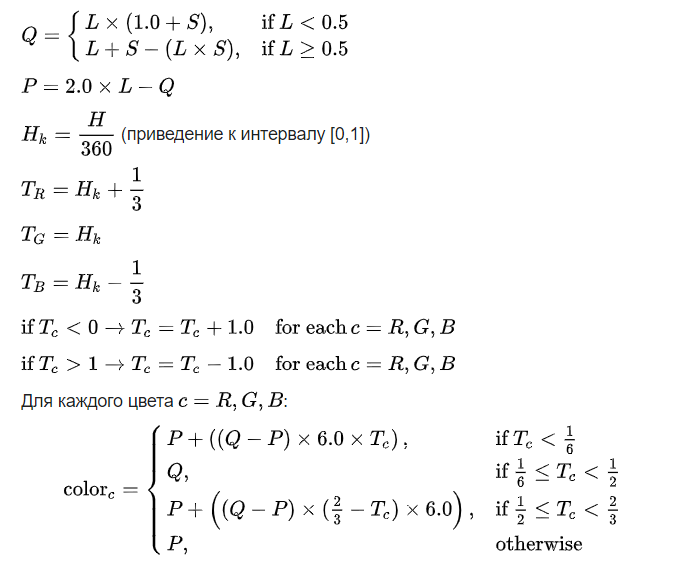 Q = { L × (1.0 + S), if L < 0.5
L + S − (L × S), if L ≥ 0.5
P = 2.0 × L − Q
H_k = H/360 (приведение к интервалу [0,1])
T_R = H_k + 1/3
T_G = H_k
T_B = H_k − 1/3
if T_c < 0 → T_c = T_c + 1.0 for each c = R, G, B
if T_c > 1 → T_c = T_c − 1.0 for each c = R, G, B
Для каждого цвета c = R, G, B:
color_c = { P + ((Q − P) × 6.0 × T_c), if T_c < 1/6
Q, if 1/6 ≤ T_c < 1/2
P + ((Q − P) × (2/3 − T_c) × 6.0), if 1/2 ≤ T_c < 2/3
P, otherwise